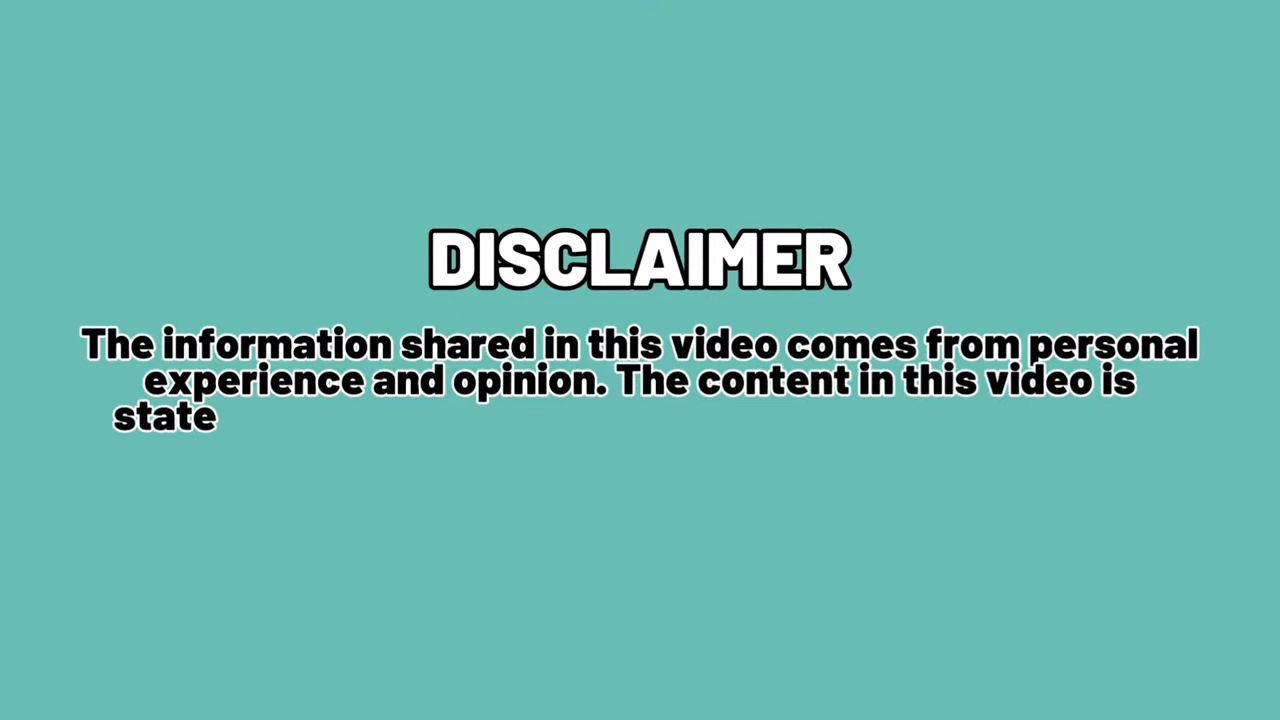 DISCLAIMER
The information shared in this video comes from personal
experience and opinion. The content in this video is
state